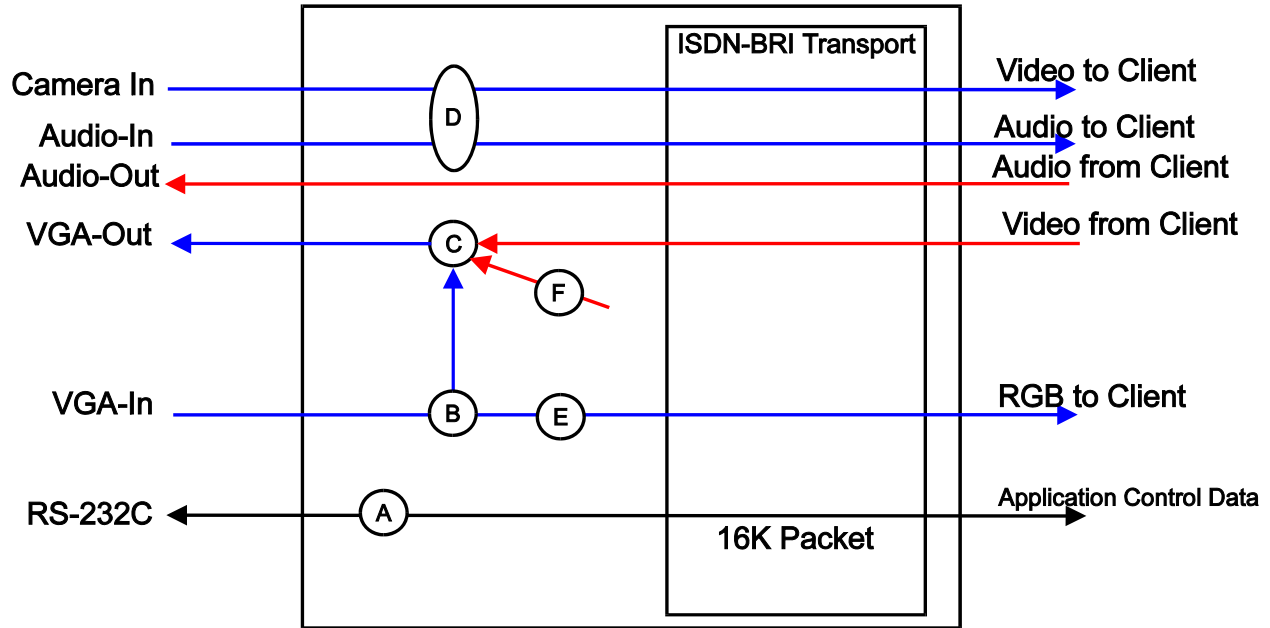 ISDN-BRI Transport
Camera In
D
Video to Client
Audio-In
Audio to Client
Audio-Out
Audio from Client
VGA-Out
C
Video from Client
F
VGA-In
B
E
RGB to Client
RS-232C
A
Application Control Data
16K Packet